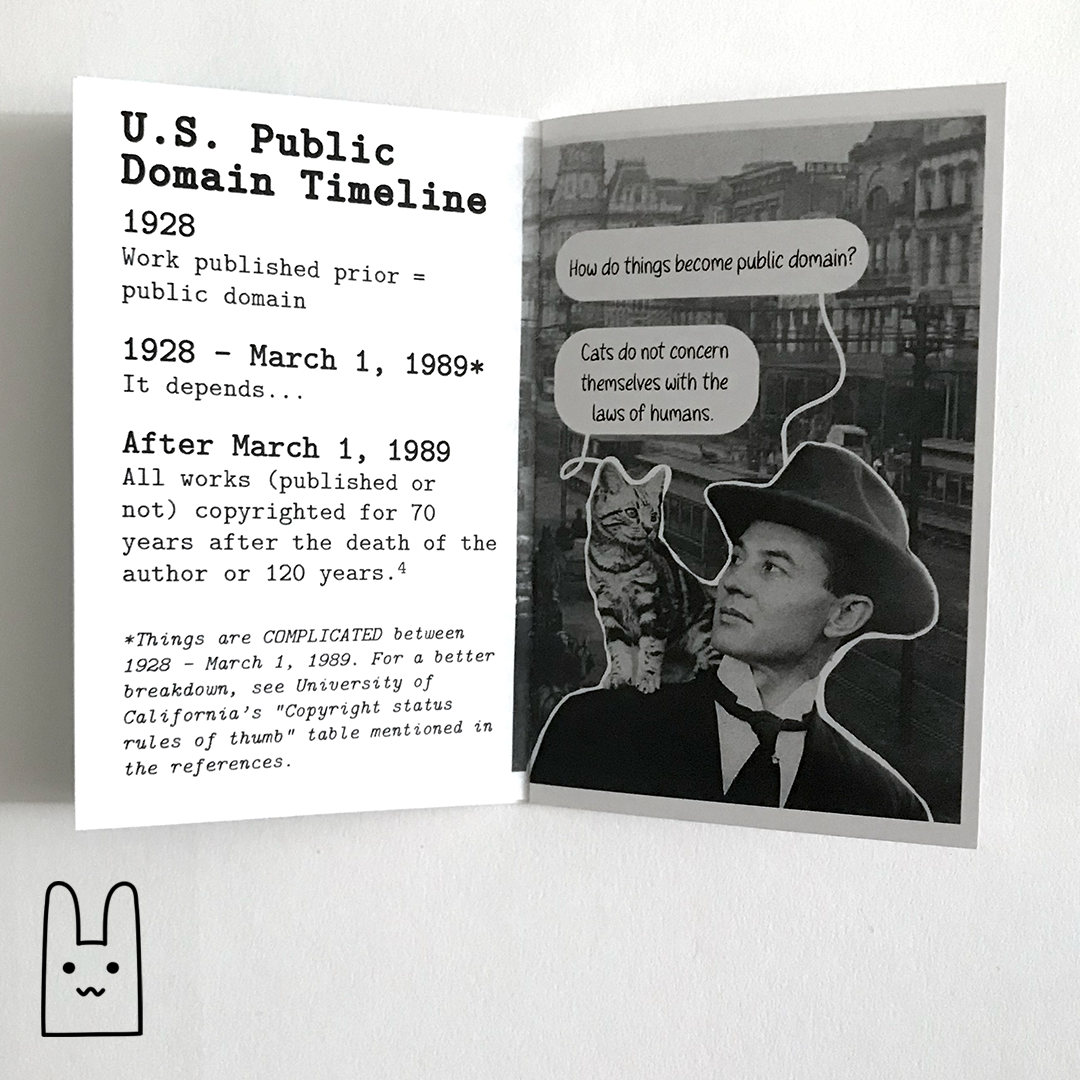 U.S. Public
Domain Timeline
1928
Work published prior =
public domain
1928 - March 1, 1989*
It depends...
After March 1, 1989
All works (published or
not) copyrighted for 70
years after the death of the
author or 120 years.⁴
*Things are COMPLICATED between
1928 - March 1, 1989. For a better
breakdown, see University of
California's "Copyright status
rules of thumb" table mentioned in
the references.
How do things become public domain?
Cats do not concern
themselves with the
laws of humans.